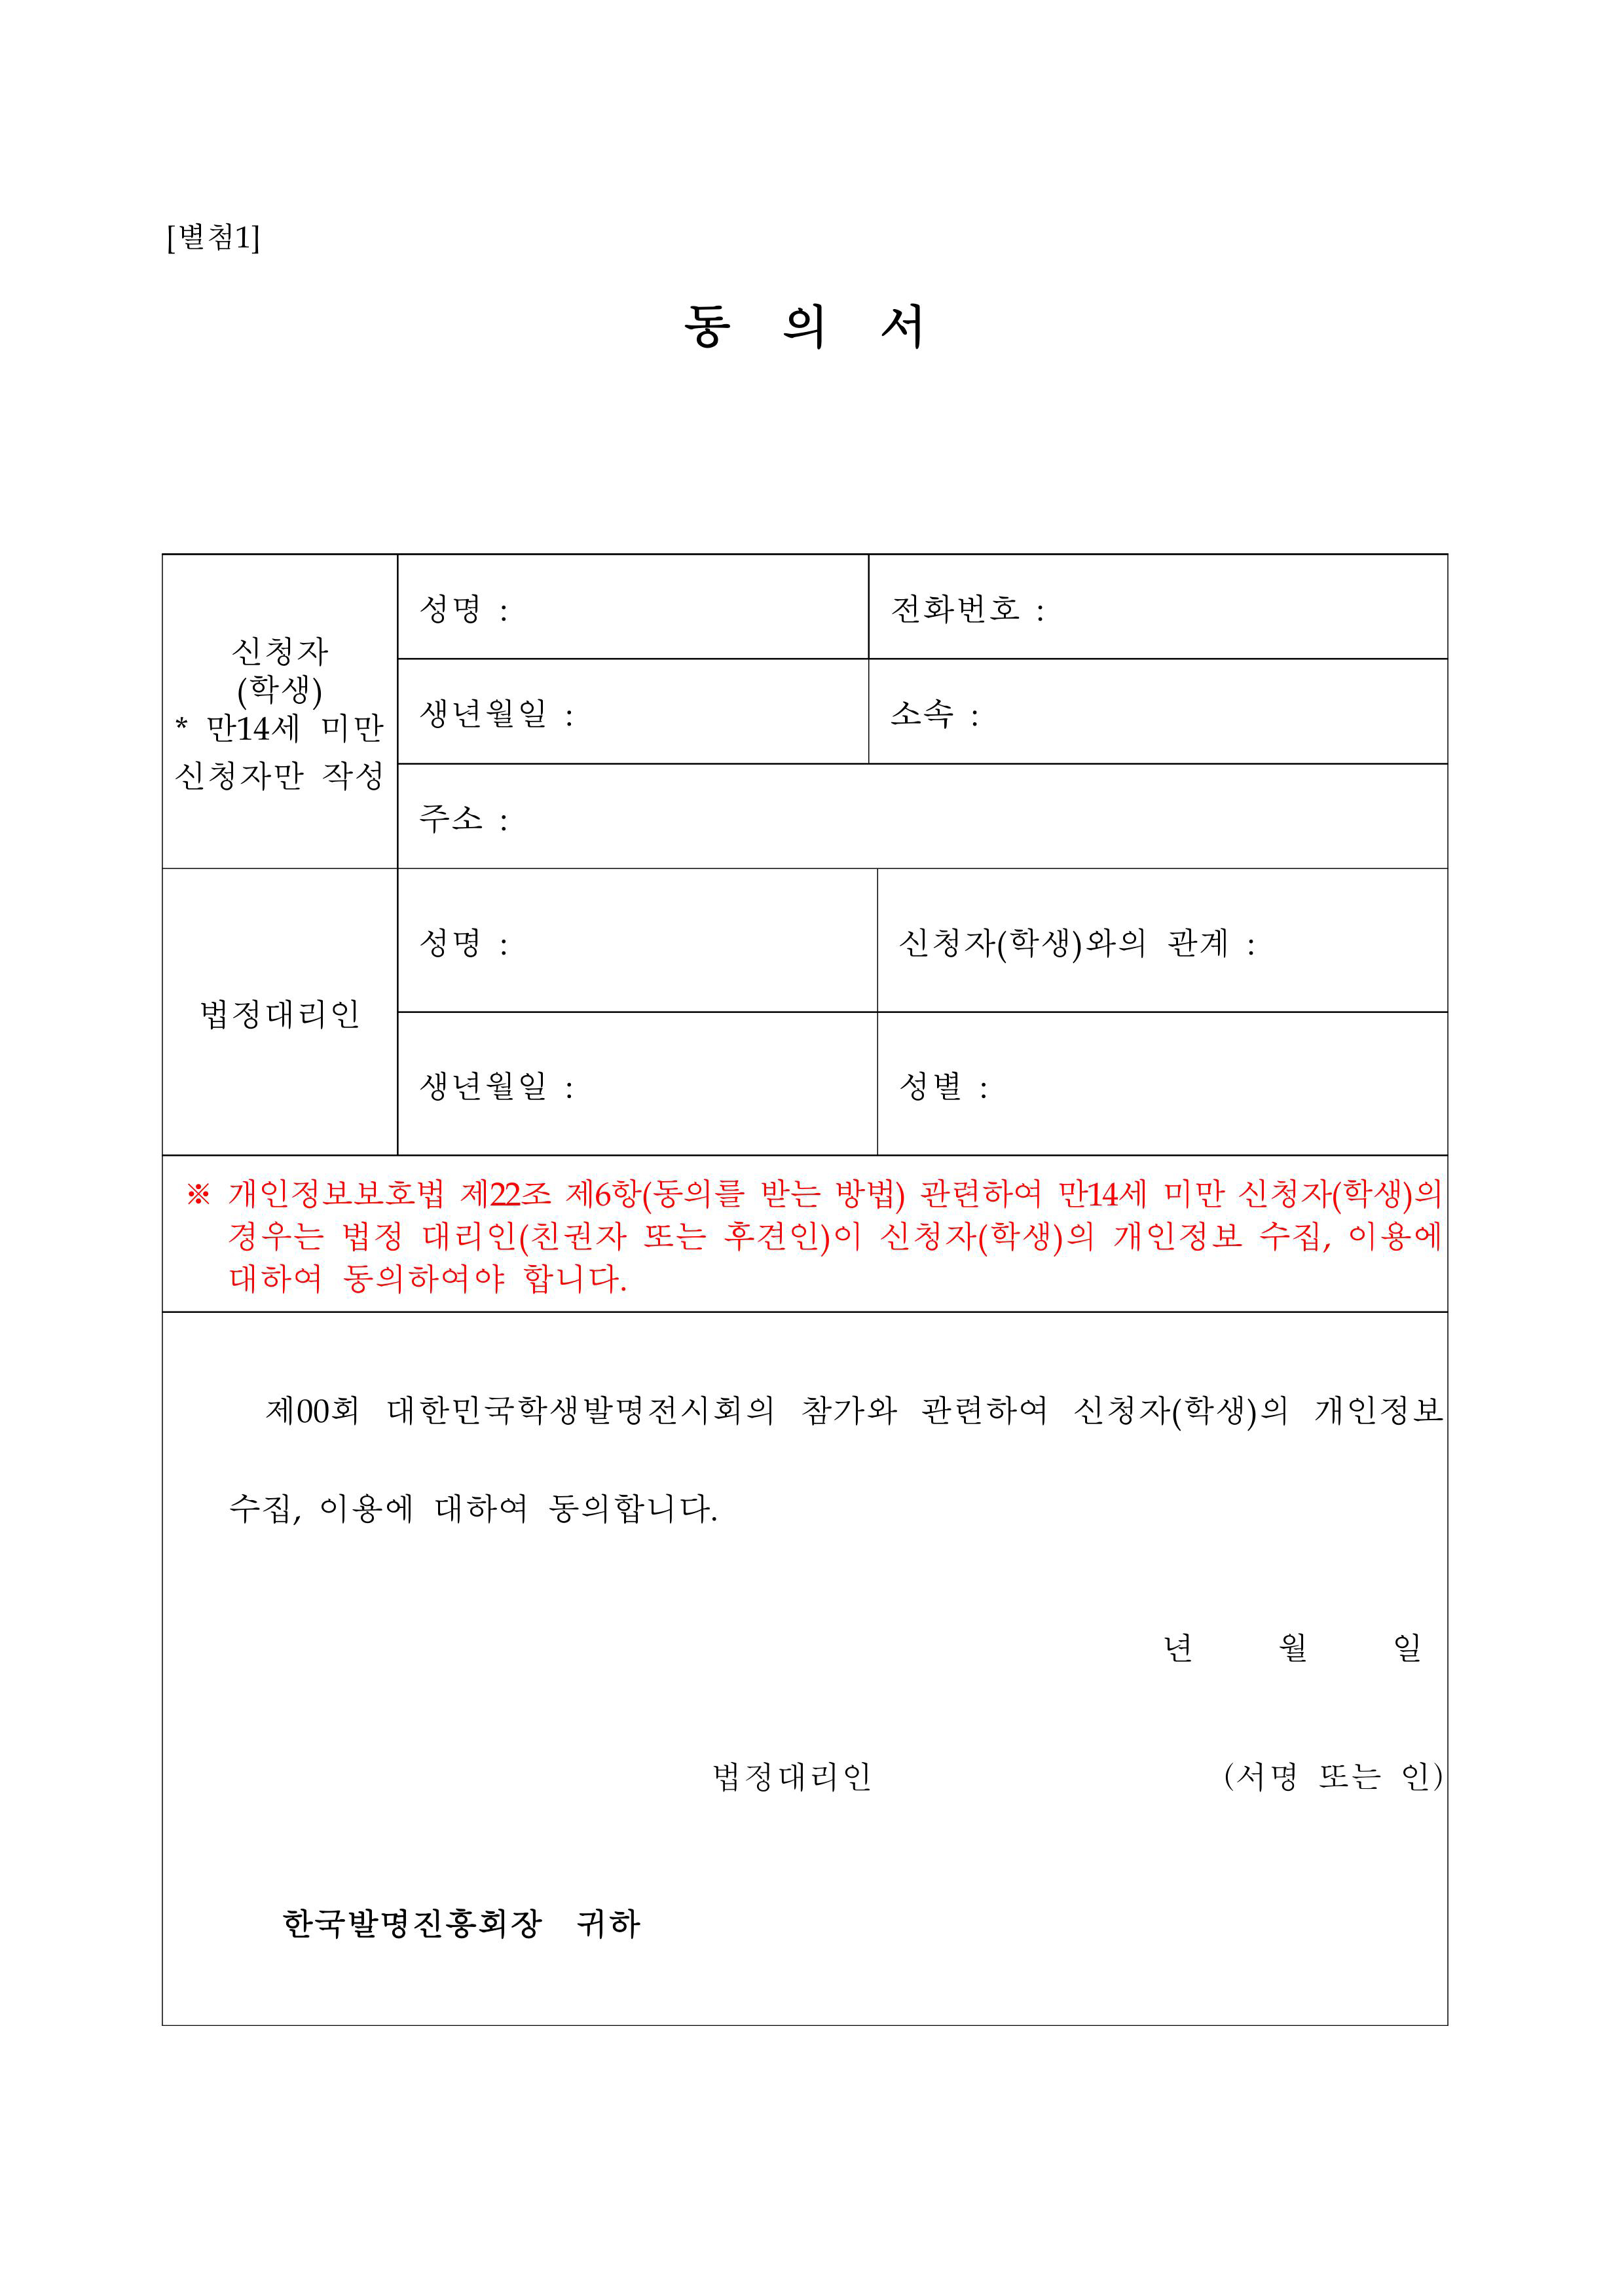 [별첨1]
동 의 서
신청자
(학생)
* 만14세 미만
신청자만 작성
성명 :
전화번호 :
생년월일 :
소속 :
주소 :
법정대리인
성명 :
신청자(학생)와의 관계 :
생년월일 :
성별 :
※ 개인정보보호법 제22조 제6항(동의를 받는 방법) 관련하여 만14세 미만 신청자(학생)의
경우는 법정 대리인(친권자 또는 후견인)이 신청자(학생)의 개인정보 수집, 이용에
대하여 동의하여야 합니다.
제00회 대한민국학생발명전시회의 참가와 관련하여 신청자(학생)의 개인정보
수집, 이용에 대하여 동의합니다.
년 월 일
법정대리인 (서명 또는 인)
한국발명진흥회장 귀하